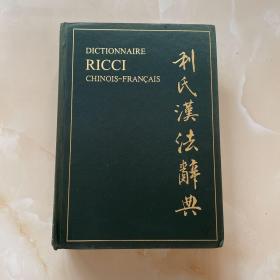 DICTIONNAIRE
RICCI
CHINOIS-FRANÇAIS
利氏漢法辭典